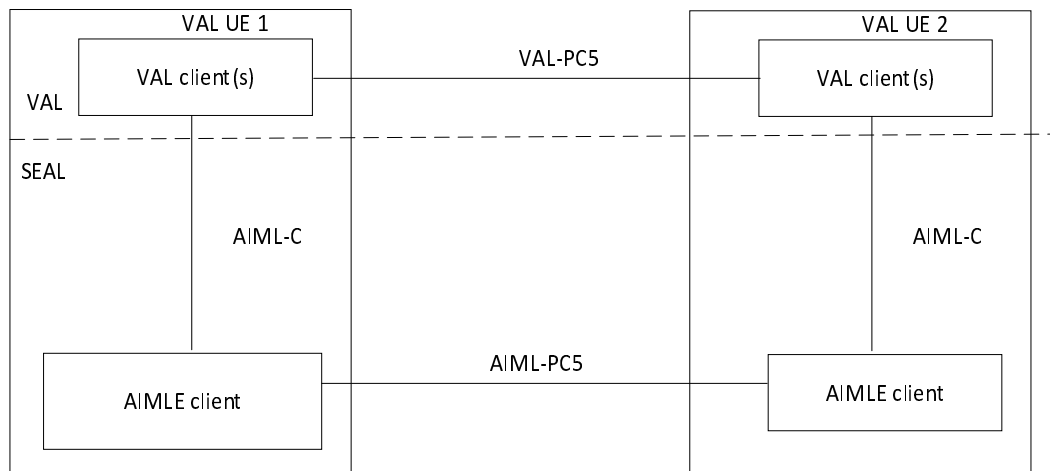 VAL UE 1
VAL UE 2
VAL client(s)
VAL-PC5
VAL client(s)
VAL
SEAL
AIML-C
AIML-C
AIML-PC5
AIMLE client
AIMLE client